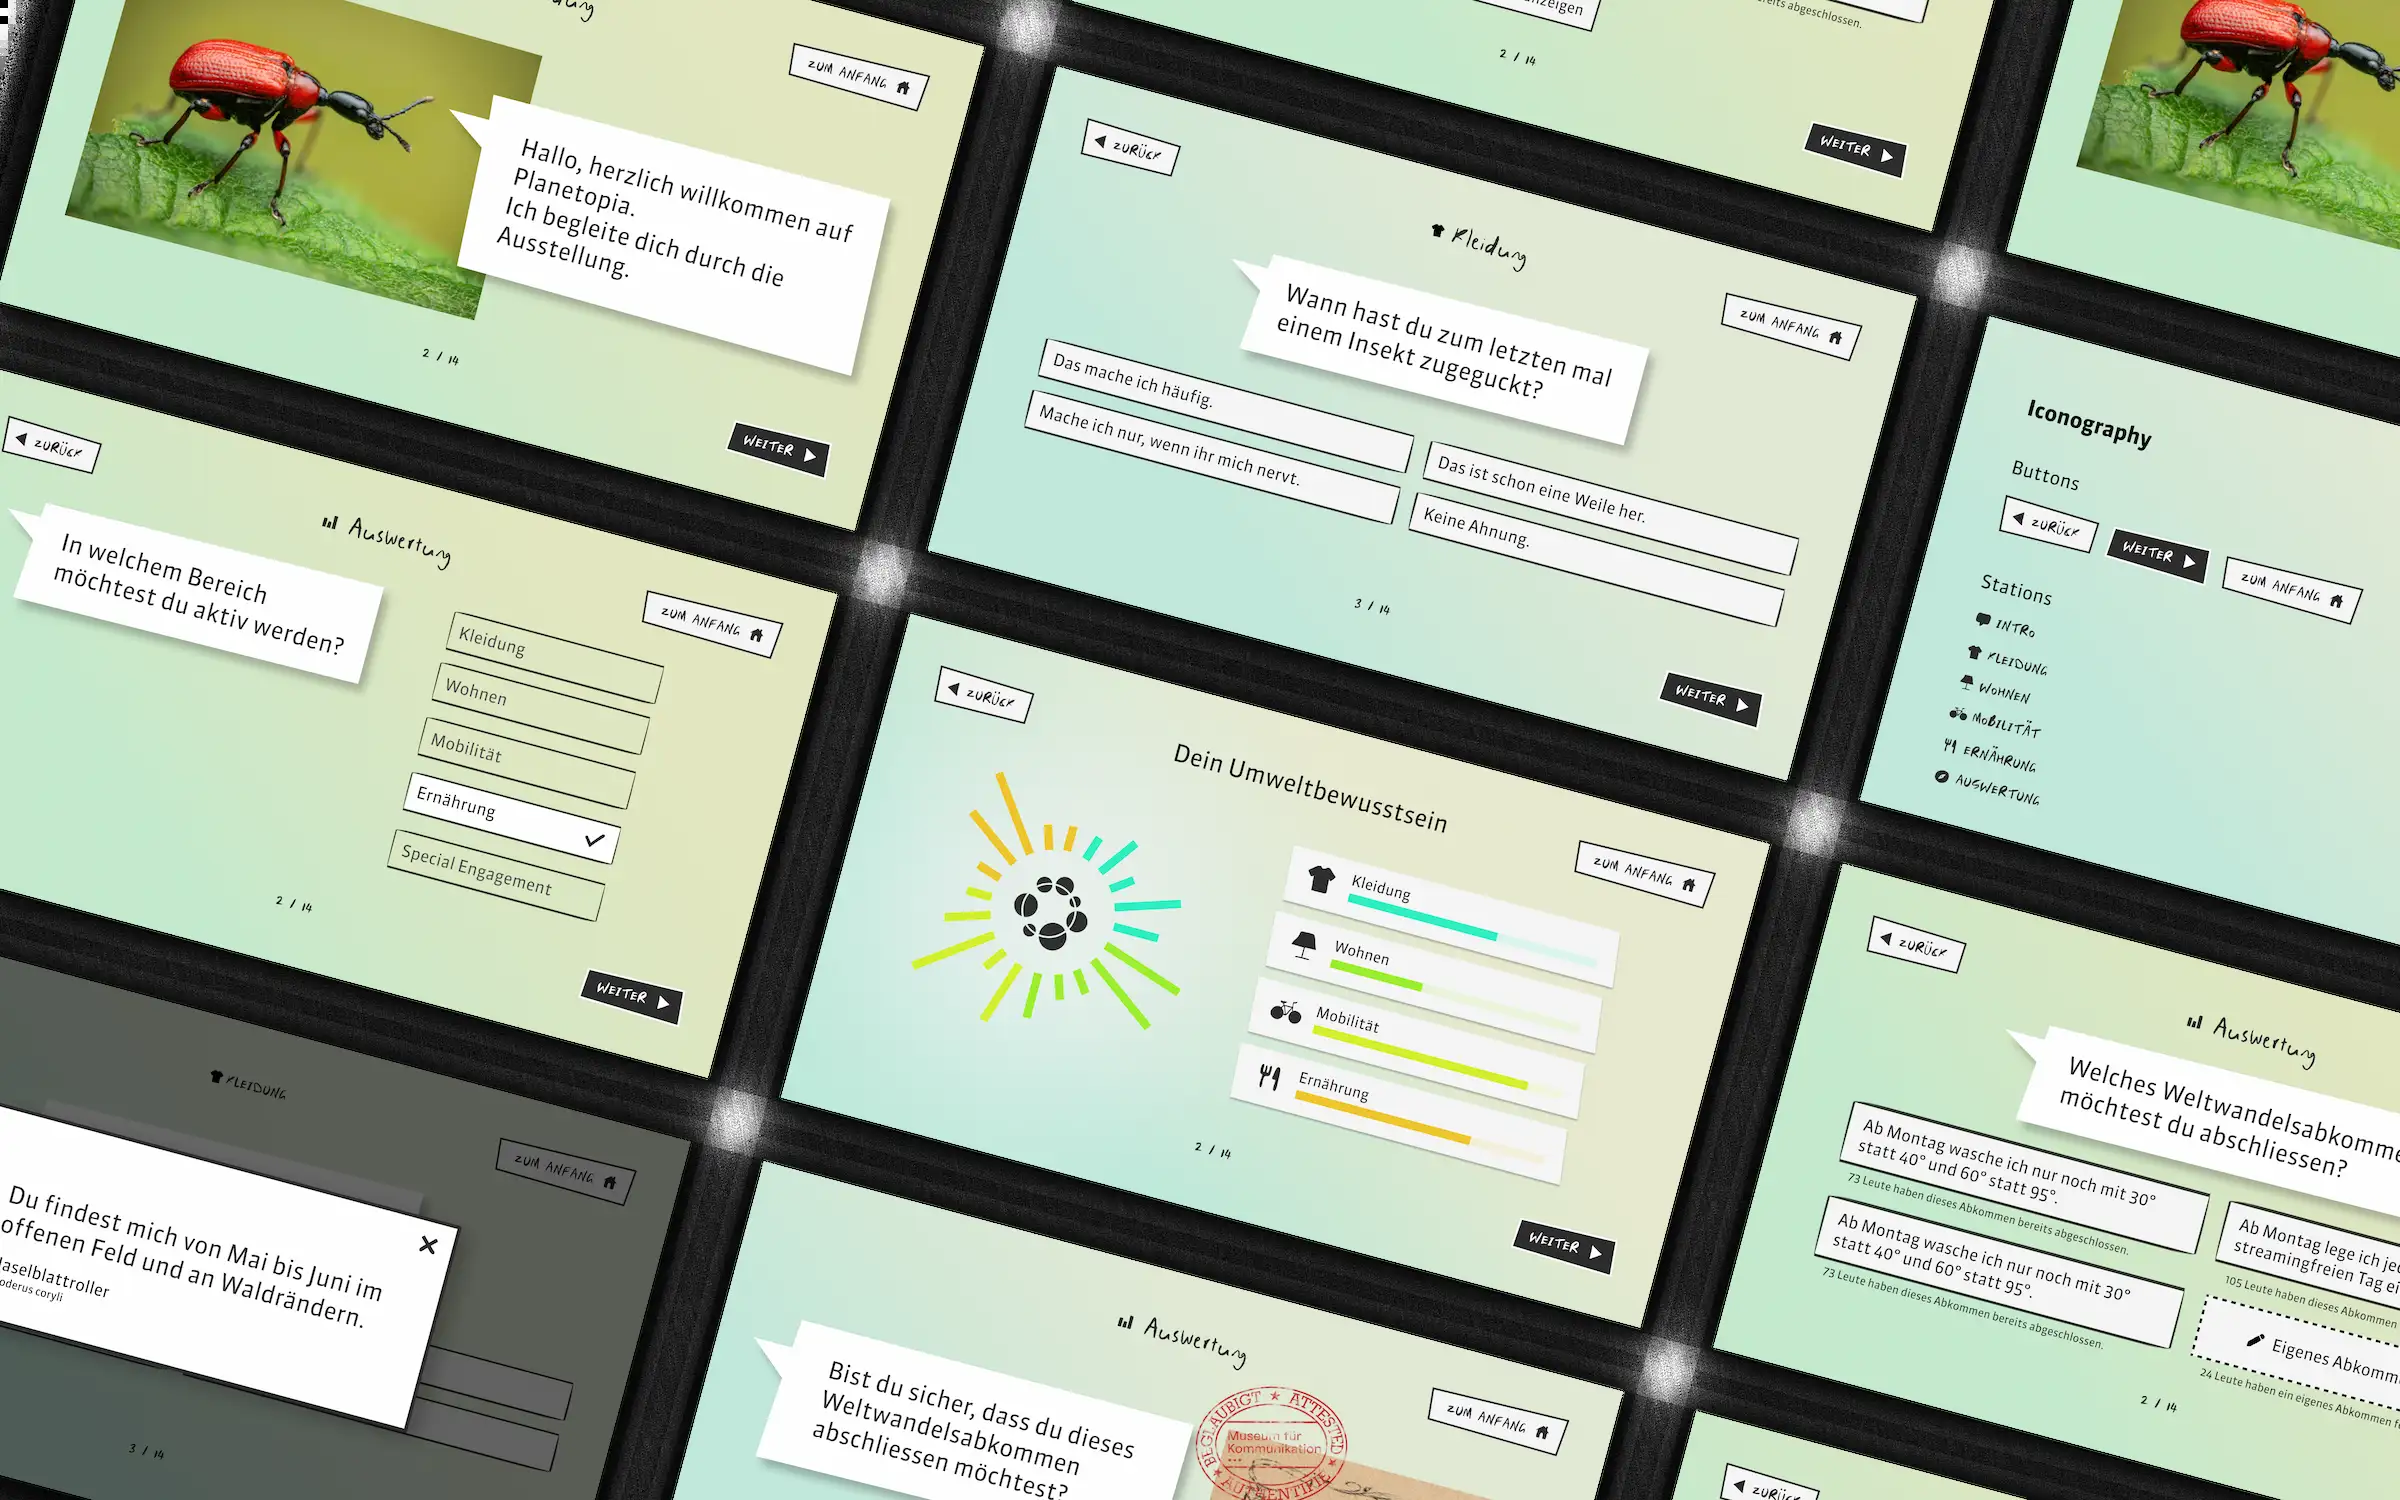 ZUM ANFANG
Hallo, herzlich willkommen auf
Planetopia.
Ich begleite dich durch die
Ausstellung.
2 / 14
WEITER
ZURÜCK
Auswertung
In welchem Bereich
möchtest du aktiv werden?
ZUM ANFANG
Kleidung
Wohnen
Mobilität
Ernährung
Special Engagement
2 / 14
WEITER
KLEIDUNG
ZUM ANFANG
Du findest mich von Mai bis Juni im
offenen Feld und an Waldrändern.
3 / 14
2 / 14
bereits abgeschlossen.
WEITER
ZURÜCK
Kleidung
Wann hast du zum letzten mal
einem Insekt zugeguckt?
ZUM ANFANG
Das mache ich häufig.
Mache ich nur, wenn ihr mich nervt.
Das ist schon eine Weile her.
Keine Ahnung.
3 / 14
WEITER
ZURÜCK
Dein Umweltbewusstsein
ZUM ANFANG
Kleidung
Wohnen
Mobilität
Ernährung
2 / 14
WEITER
Auswertung
Bist du sicher, dass du dieses
Weltwandelsabkommen
abschliessen möchtest?
ZUM ANFANG
BEGLAUBIGT ★ ATTESTED
Museum für
Kommunikation
AUTHENTIFIÉ
Iconography
Buttons
ZURÜCK
WEITER
ZUM ANFANG
Stations
INTRO
KLEIDUNG
WOHNEN
MOBILITÄT
ERNÄHRUNG
AUSWERTUNG
ZURÜCK
Auswertung
Welches Weltwandelsabkomme
möchtest du abschliessen?
Ab Montag wasche ich nur noch mit 30°
statt 40° und 60° statt 95°.
73 Leute haben dieses Abkommen bereits abgeschlossen.
Ab Montag wasche ich nur noch mit 30°
statt 40° und 60° statt 95°.
73 Leute haben dieses Abkommen bereits abgeschlossen.
Ab Montag lege ich je
streamingfreien Tag ei
105 Leute haben dieses Abkommen
Eigenes Abkomm
24 Leute haben ein eigenes Abkommen
2 / 14
ZURÜCK